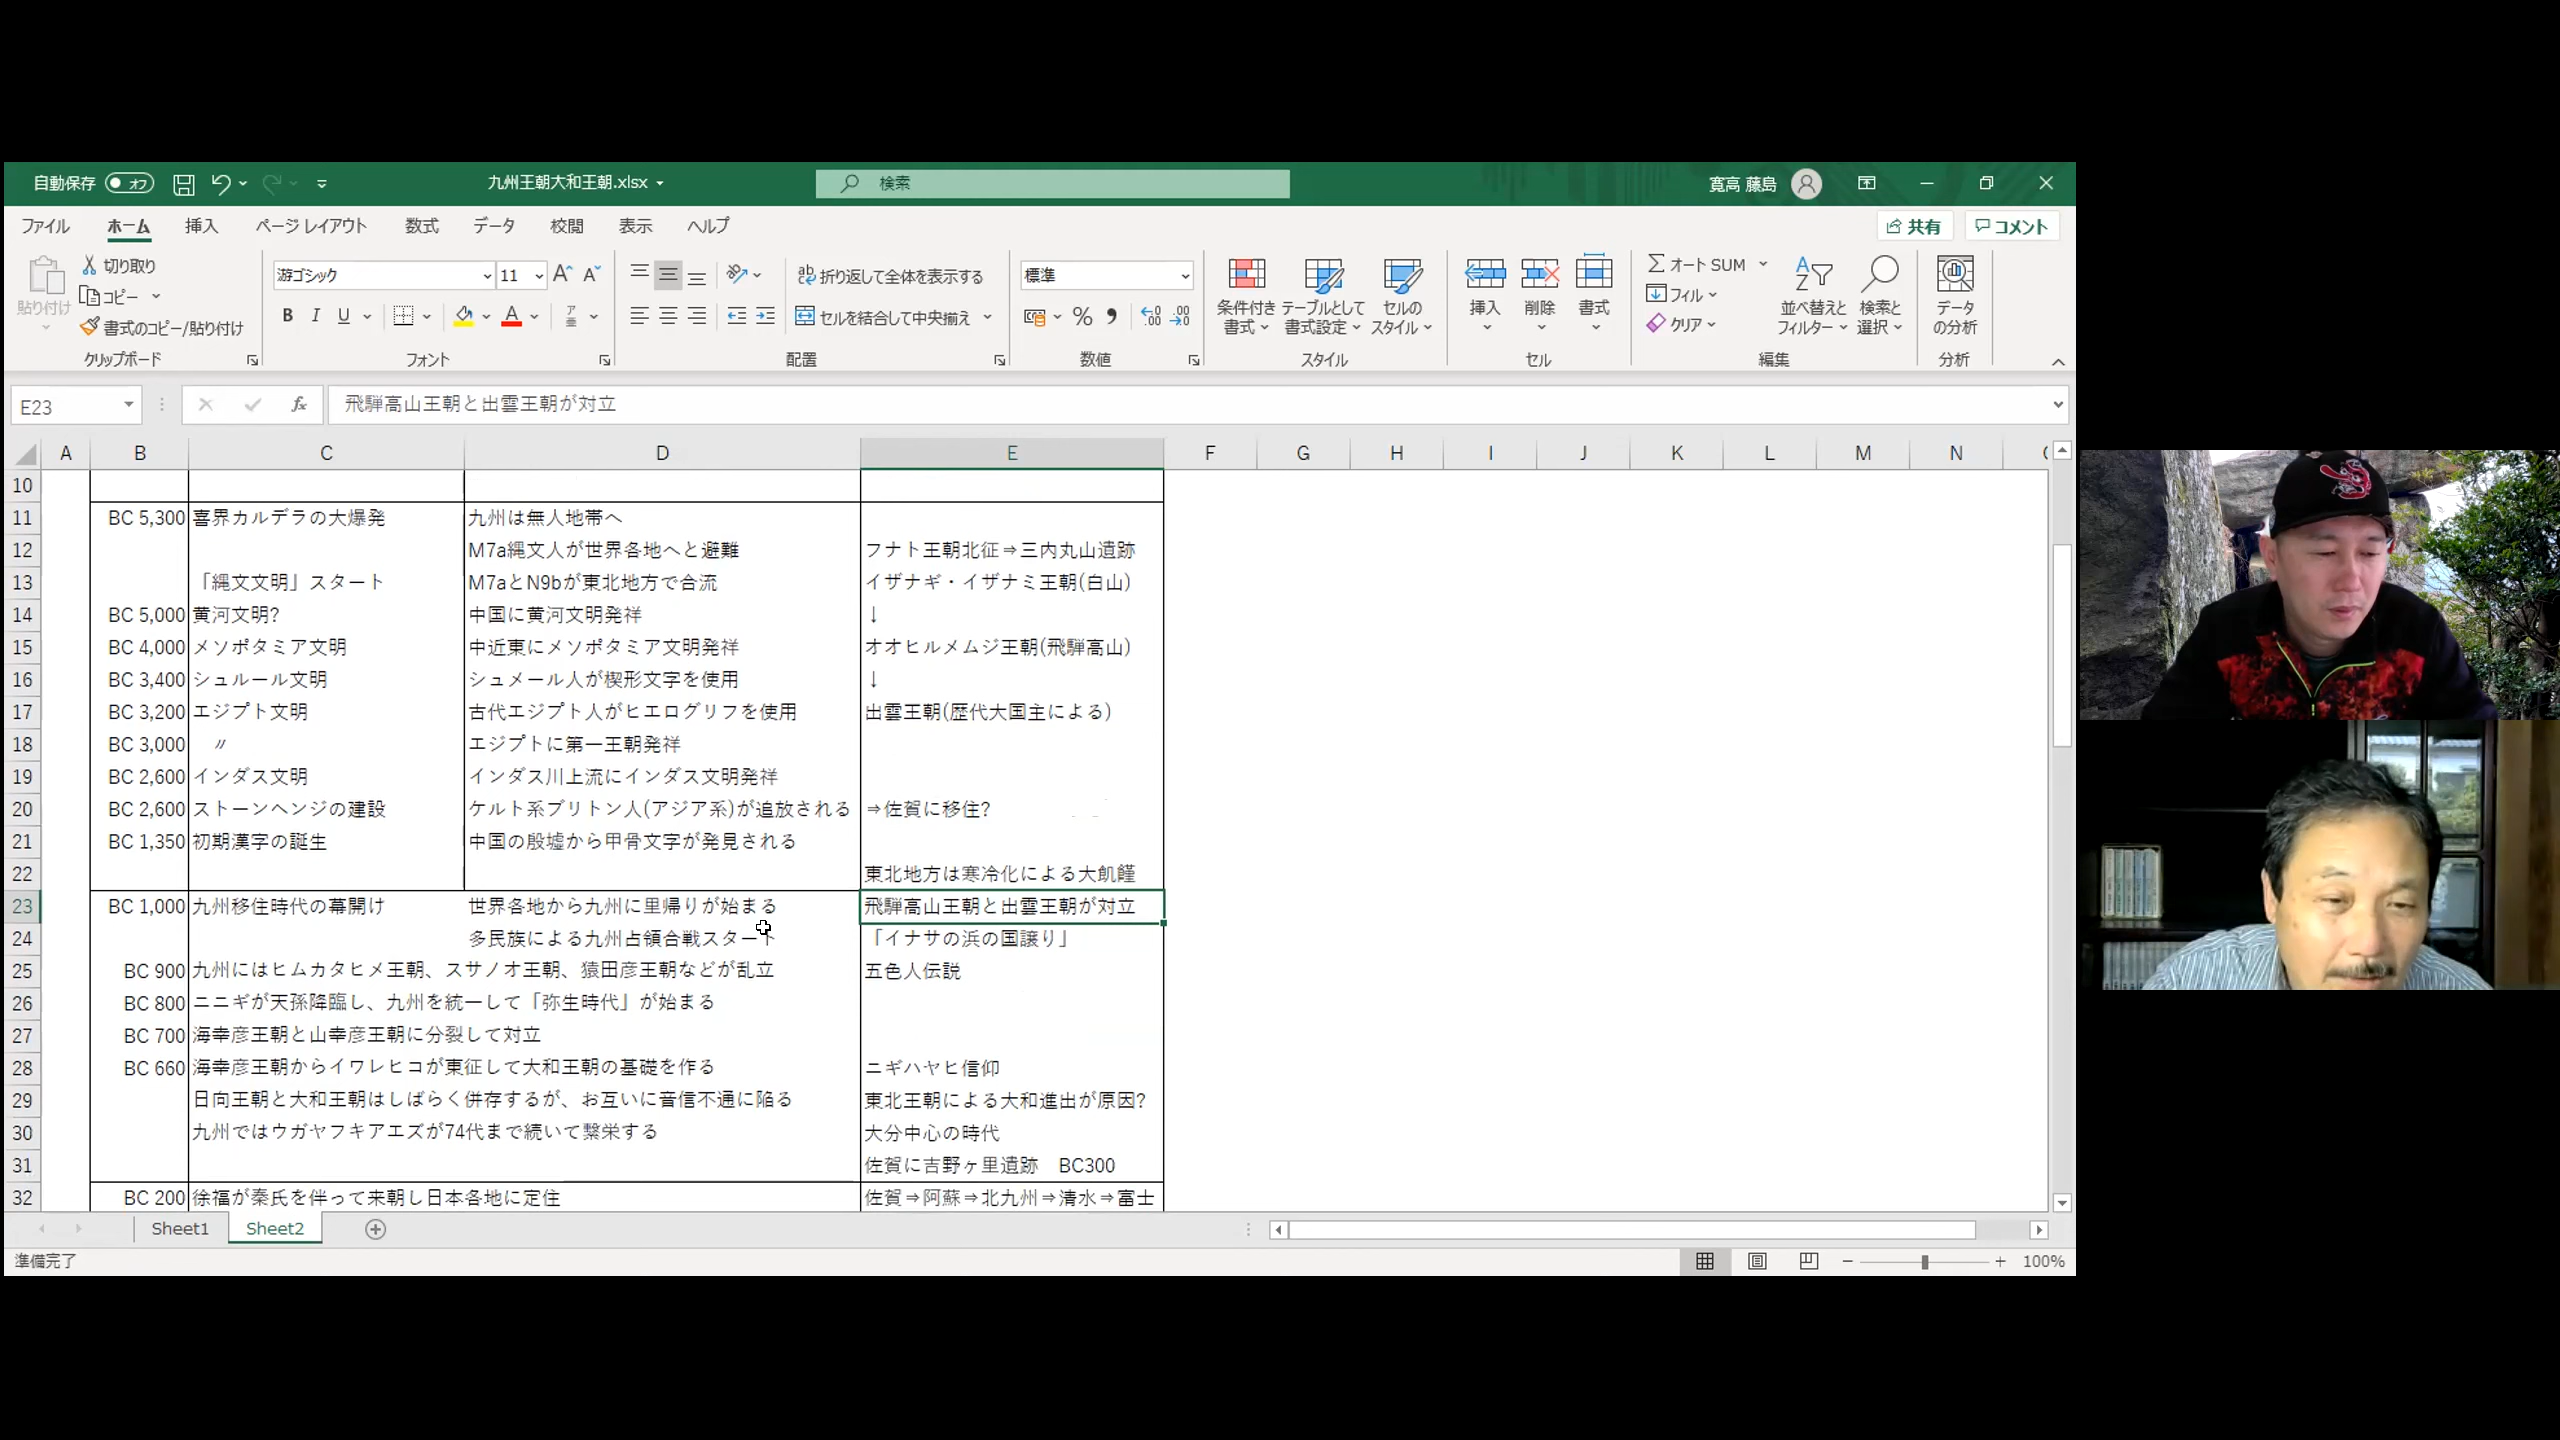 自動保存 オフ 九州王朝大和王朝.xlsx 検索 寛高 藤島
ファイル ホーム 挿入 ページ レイアウト 数式 データ 校閲 表示 ヘルプ 共有 コメント
貼り付け 切り取り コピー 書式のコピー/貼り付け クリップボード
游ゴシック 11 A A
B I U A ア 亜 フォント
ab 折り返して全体を表示する
セルを結合して中央揃え 配置
標準
% 数値
条件付き書式 テーブルとして書式設定 セルのスタイル スタイル
挿入 削除 書式 セル
Σ オート SUM フィル クリア 並べ替えとフィルター 検索と選択 編集
データの分析 分析
E23 fx 飛騨高山王朝と出雲王朝が対立
A B C D E F G H I J K L M N
10
11 BC 5,300 喜界カルデラの大爆発 九州は無人地帯へ
12 M7a縄文人が世界各地へと避難 フナト王朝北征⇒三内丸山遺跡
13 「縄文文明」スタート M7aとN9bが東北地方で合流 イザナギ・イザナミ王朝(白山)
14 BC 5,000 黄河文明? 中国に黄河文明発祥 ↓
15 BC 4,000 メソポタミア文明 中近東にメソポタミア文明発祥 オオヒルメムジ王朝(飛騨高山)
16 BC 3,400 シュルール文明 シュメール人が楔形文字を使用 ↓
17 BC 3,200 エジプト文明 古代エジプト人がヒエログリフを使用 出雲王朝(歴代大国主による)
18 BC 3,000 〃 エジプトに第一王朝発祥
19 BC 2,600 インダス文明 インダス川上流にインダス文明発祥
20 BC 2,600 ストーンヘンジの建設 ケルト系ブリトン人(アジア系)が追放される ⇒佐賀に移住?
21 BC 1,350 初期漢字の誕生 中国の殷墟から甲骨文字が発見される
22 東北地方は寒冷化による大飢饉
23 BC 1,000 九州移住時代の幕開け 世界各地から九州に里帰りが始まる 飛騨高山王朝と出雲王朝が対立
24 多民族による九州占領合戦スタート 「イナサの浜の国譲り」
25 BC 900 九州にはヒムカタヒメ王朝、スサノオ王朝、猿田彦王朝などが乱立 五色人伝説
26 BC 800 ニニギが天孫降臨し、九州を統一して「弥生時代」が始まる
27 BC 700 海幸彦王朝と山幸彦王朝に分裂して対立
28 BC 660 海幸彦王朝からイワレヒコが東征して大和王朝の基礎を作る ニギハヤヒ信仰
29 日向王朝と大和王朝はしばらく併存するが、お互いに音信不通に陥る 東北王朝による大和進出が原因?
30 九州ではウガヤフキアエズが74代まで続いて繁栄する 大分中心の時代
31 佐賀に吉野ヶ里遺跡 BC300
32 BC 200 徐福が秦氏を伴って来朝し日本各地に定住 佐賀⇒阿蘇⇒北九州⇒清水⇒富士
Sheet1 Sheet2
準備完了 100%